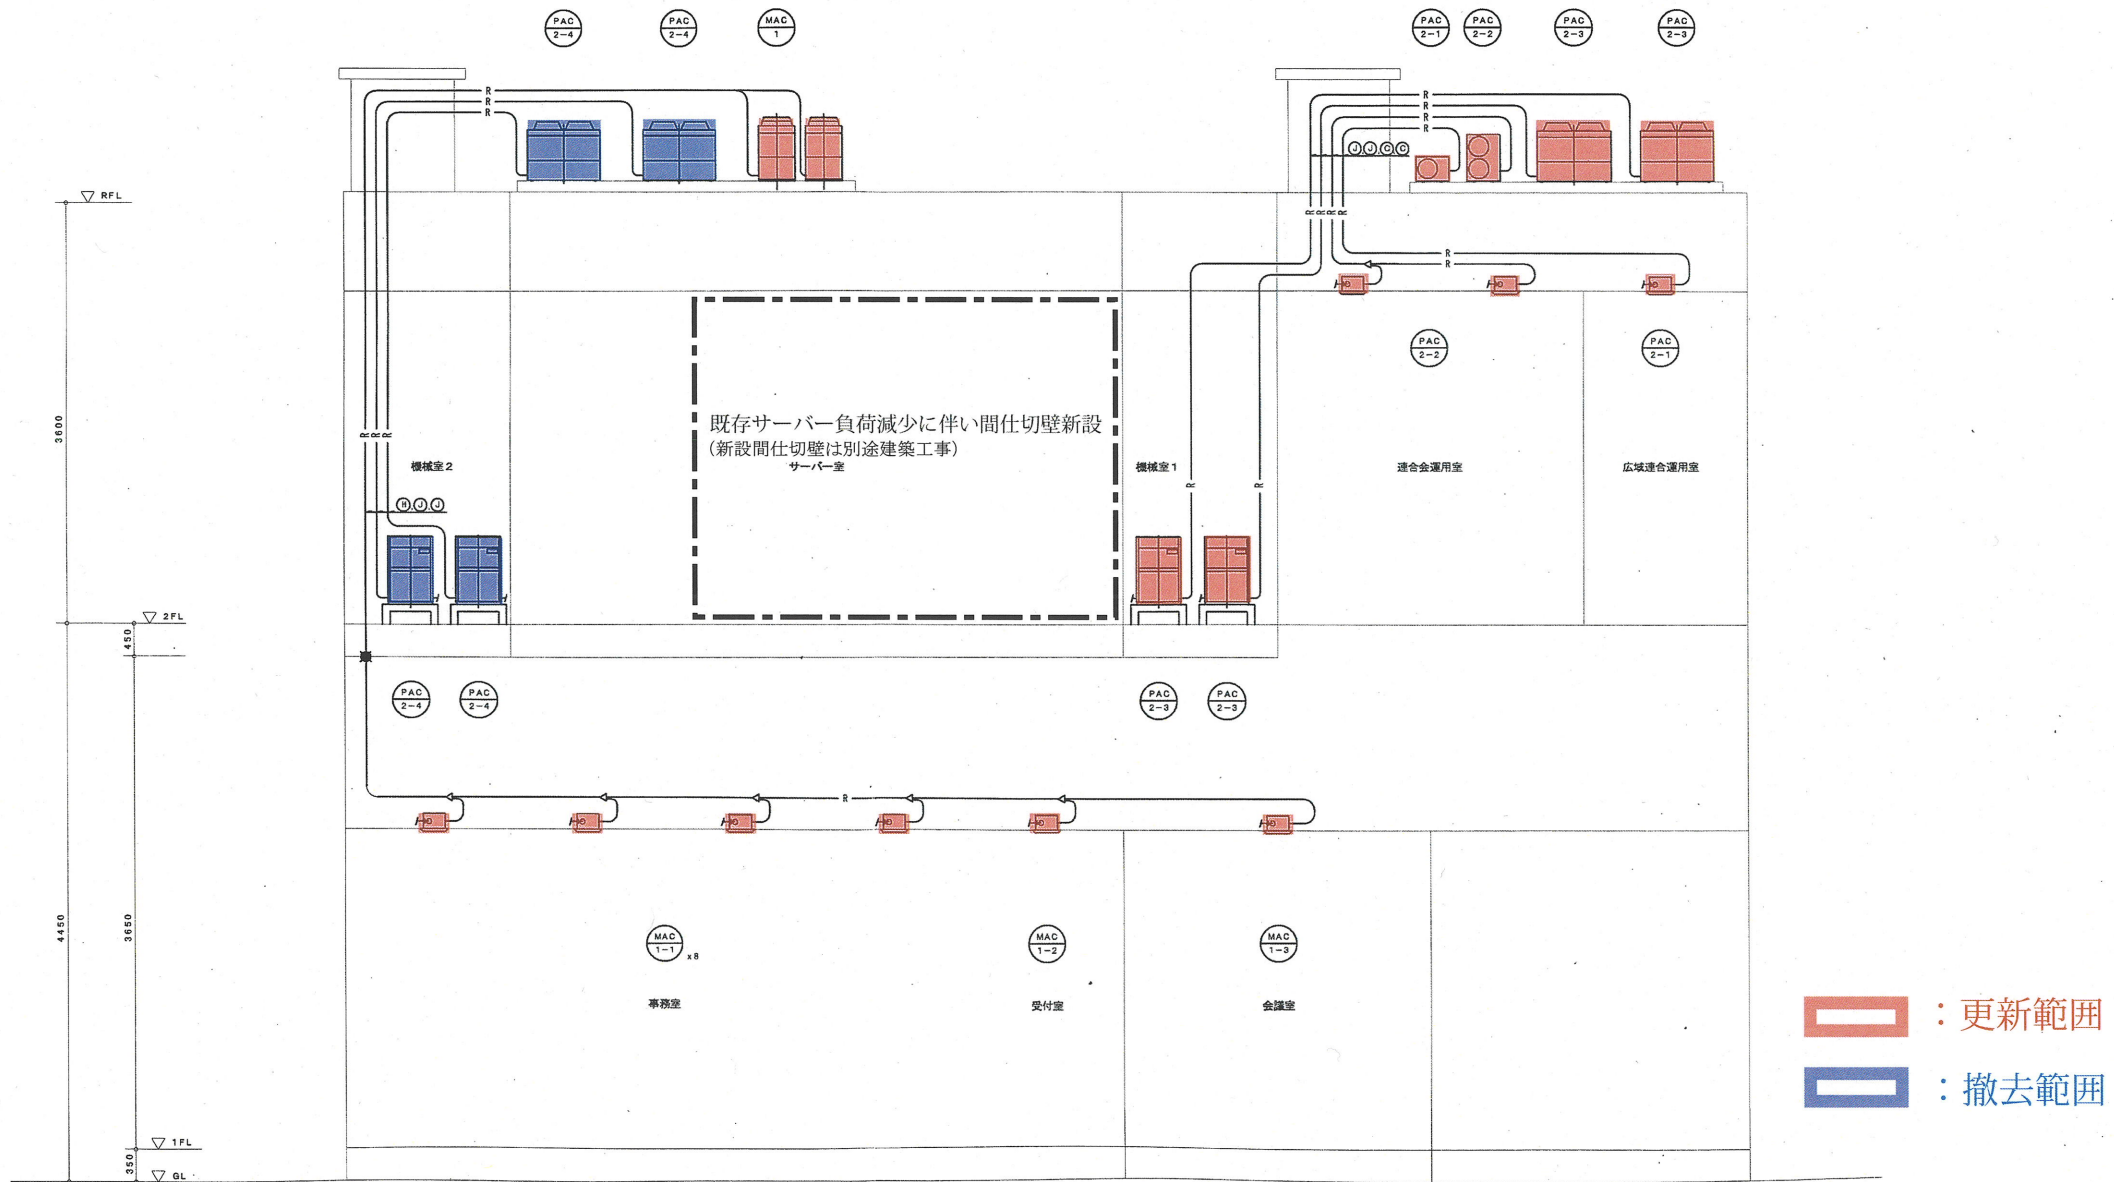 PAC 2-4
PAC 2-4
MAC 1
PAC 2-1
PAC 2-2
PAC 2-3
PAC 2-3
R
R
R
R
R
R
R
J J C C
RFL
R R R R
R
R
PAC 2-2
PAC 2-1
3600
既存サーバー負荷減少に伴い間仕切壁新設
(新設間仕切壁は別途建築工事)
R R R
機械室2
サーバー室
機械室1
連合会運用室
広域連合運用室
R
R
H J J
2FL
450
PAC 2-4
PAC 2-4
PAC 2-3
PAC 2-3
R
4450
3650
MAC 1-1 x8
MAC 1-2
MAC 1-3
事務室
受付室
会議室
：更新範囲
：撤去範囲
1FL
350
GL